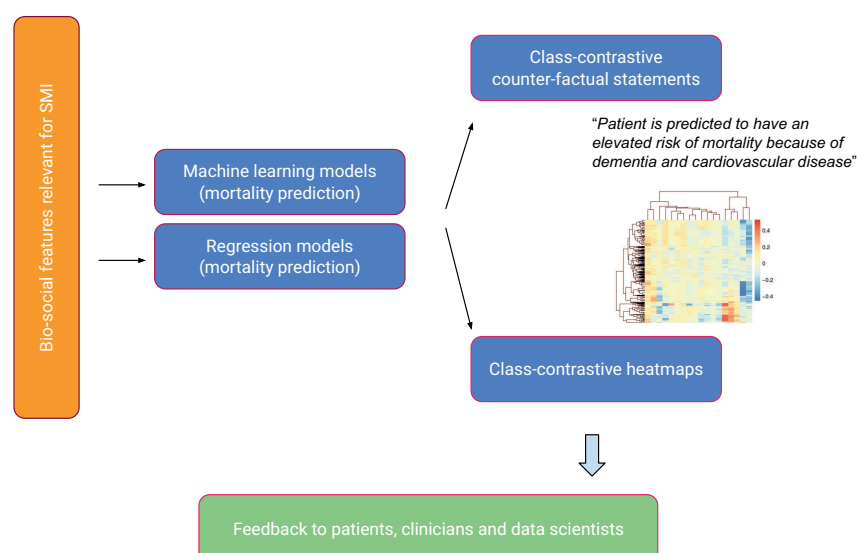 Bio-social features relevant for SMI
Machine learning models
(mortality prediction)
Regression models
(mortality prediction)
Class-contrastive
counter-factual statements
“Patient is predicted to have an
elevated risk of mortality because of
dementia and cardiovascular disease”
0.4
0.2
0
−0.2
−0.4
Class-contrastive heatmaps
Feedback to patients, clinicians and data scientists